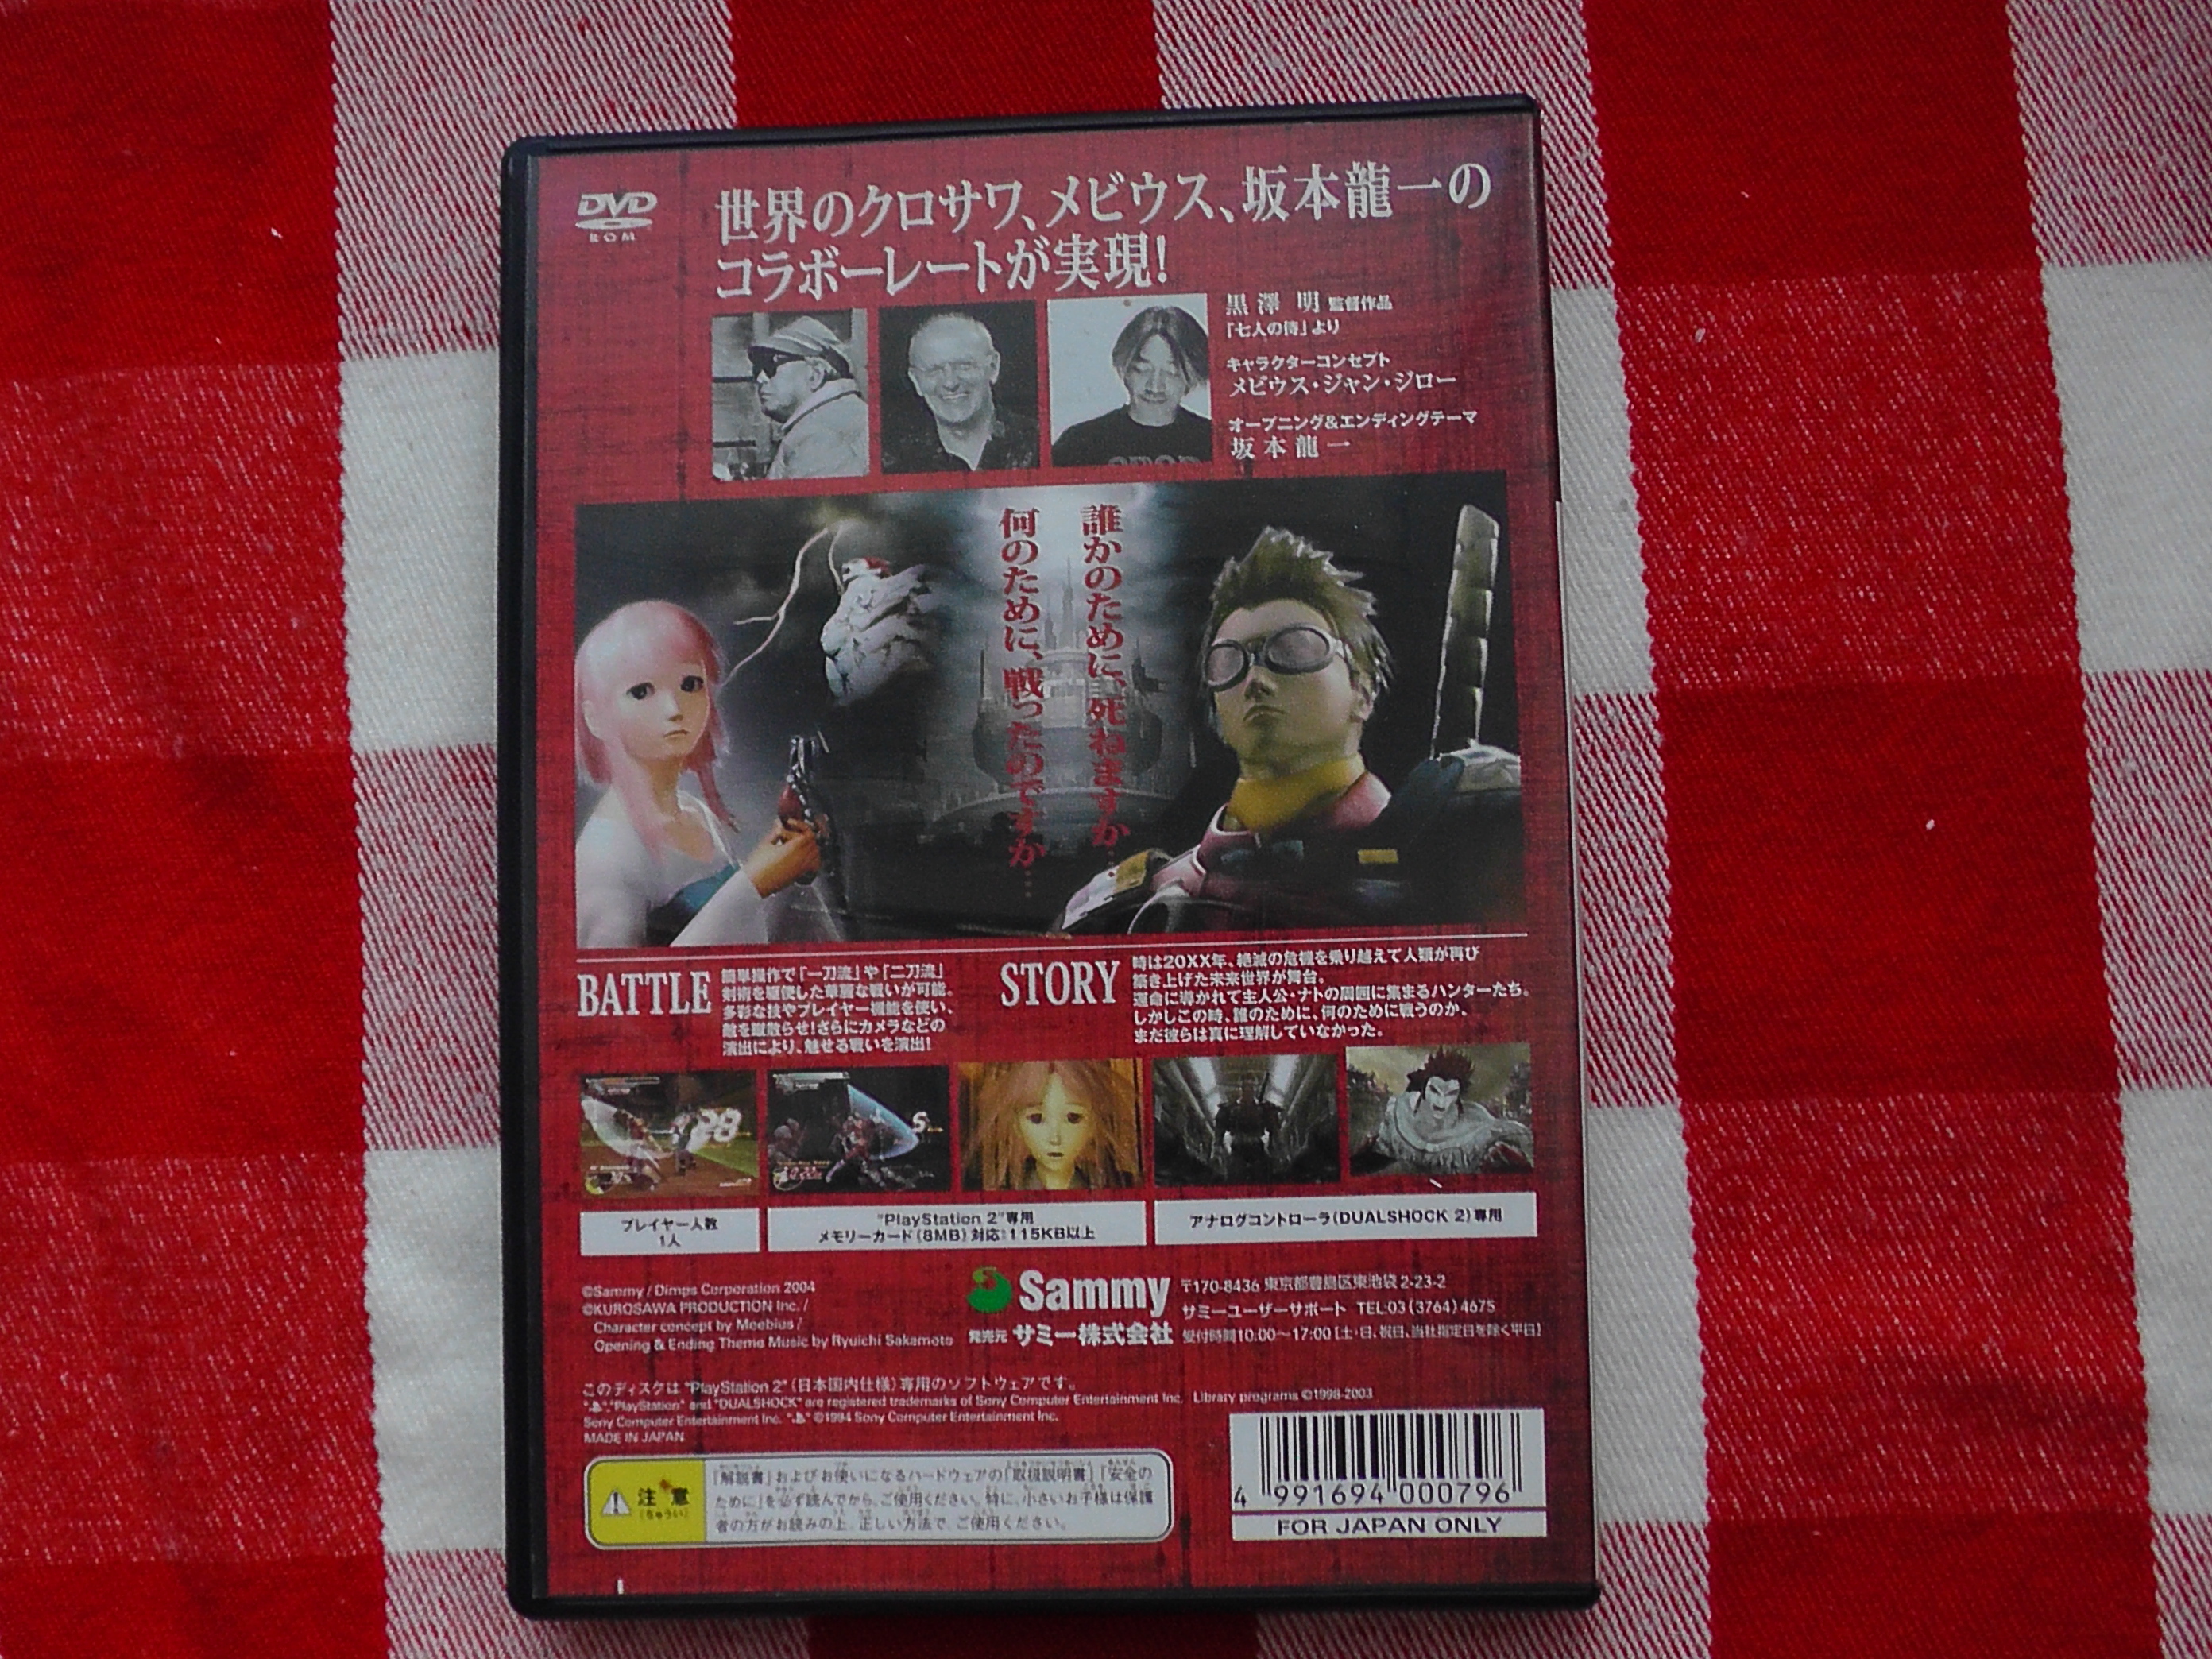 DVD
ROM
世界のクロサワ、メビウス、坂本龍一の
コラボーレートが実現!
黒澤 明 監督作品
「七人の侍」より
キャラクターコンセプト
メビウス・ジャン・ジロー
オープニング&エンディングテーマ
坂本龍一
誰かのために、死ねますか…
何のために、戦ったのですか…
BATTLE
簡単操作で「一刀流」や「二刀流」
剣術を駆使した華麗な戦いが可能。
多彩な技やプレイヤー機能を使い、
敵を蹴散らせ!さらにカメラなどの
演出により、魅せる戦いを演出!
STORY
時は20XX年、絶滅の危機を乗り越えて人類が再び
築き上げた未来世界が舞台。
運命に導かれて主人公・ナトの周囲に集まるハンターたち。
しかしこの時、誰のために、何のために戦うのか、
まだ彼らは真に理解していなかった。
28
プレイヤー人数
1人
"PlayStation 2"専用
メモリーカード(8MB)対応:115KB以上
アナログコントローラ(DUALSHOCK 2)専用
©Sammy / Dimps Corporation 2004
©KUROSAWA PRODUCTION Inc. /
Character concept by Moebius /
Opening & Ending Theme Music by Ryuichi Sakamoto
Sammy
発売元 サミー株式会社
〒170-8436 東京都豊島区東池袋2-23-2
サミーユーザーサポート TEL:03(3764)4675
受付時間10:00〜17:00[土・日、祝日、当社指定日を除く平日]
このディスクは"PlayStation 2"(日本国内仕様)専用のソフトウェアです。
"PlayStation" and "DUALSHOCK" are registered trademarks of Sony Computer Entertainment Inc. Library programs ©1998-2003
Sony Computer Entertainment Inc. ©1994 Sony Computer Entertainment Inc.
MADE IN JAPAN
注意
(ちゅうい)
「解説書」およびお使いになるハードウェアの「取扱説明書」「安全の
ために」を必ず読んでから、ご使用ください。特に、小さいお子様は保護
者の方がお読みの上、正しい方法で、ご使用ください。
4 991694 000796
FOR JAPAN ONLY